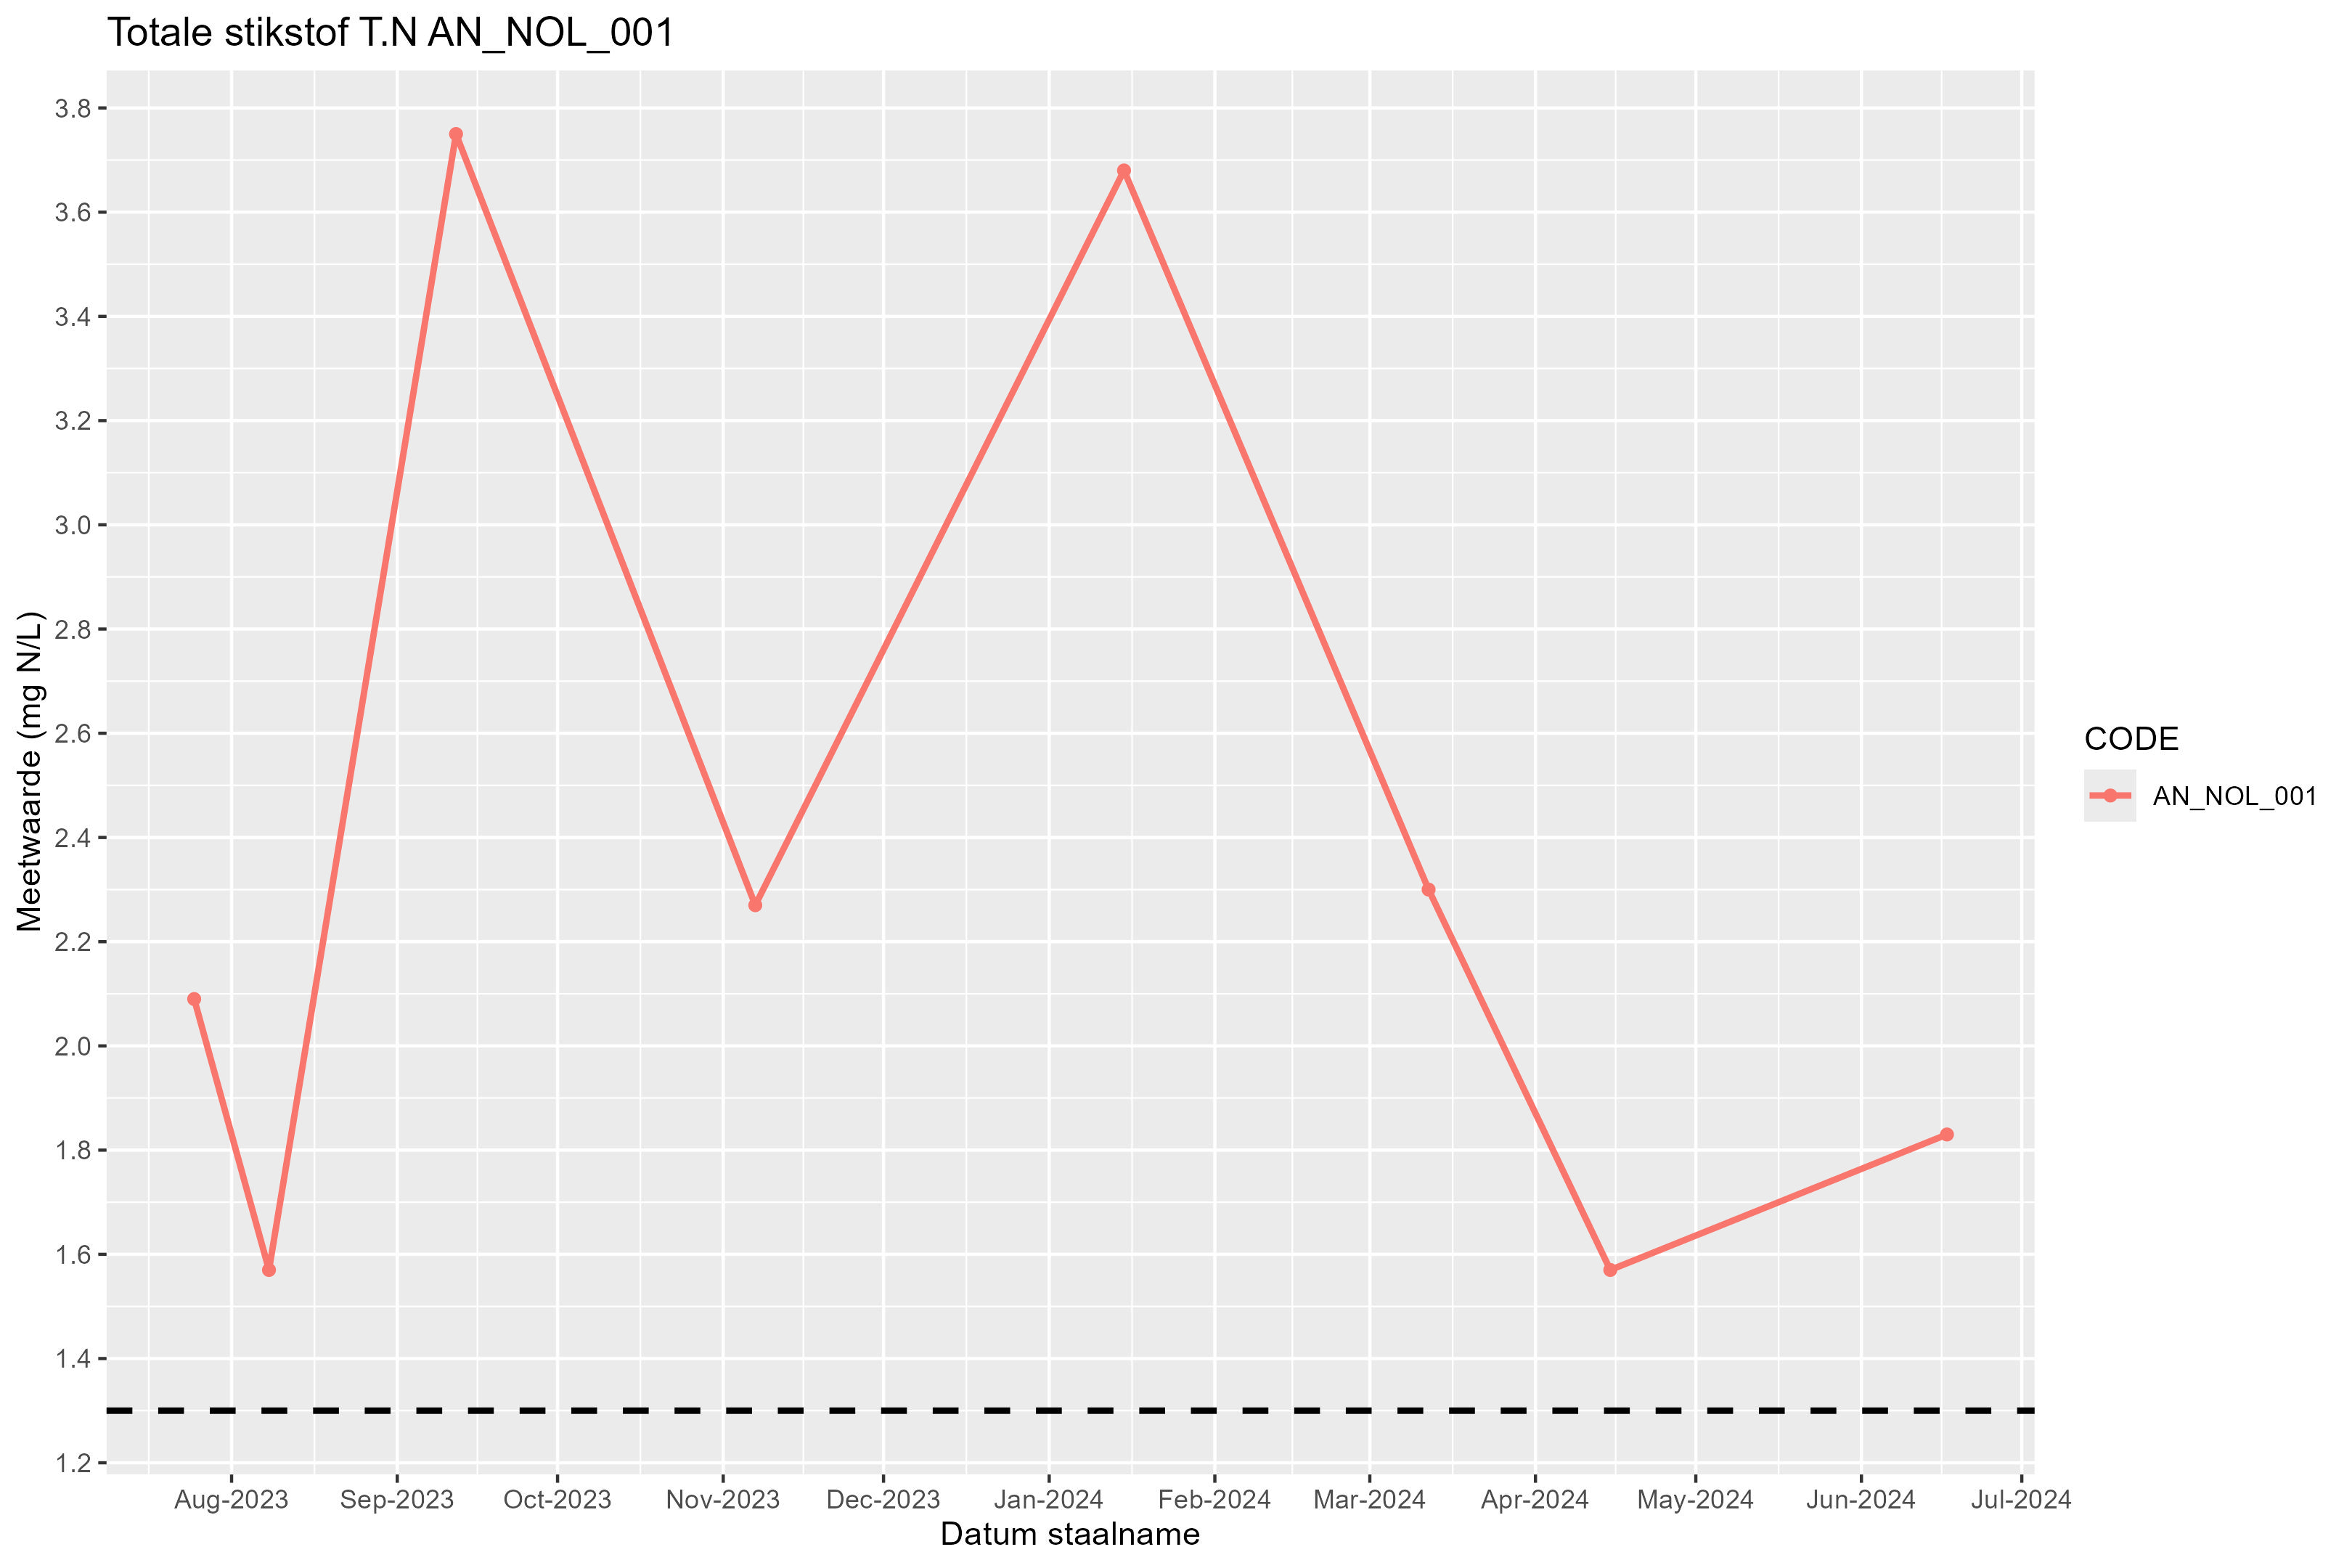 Totale stikstof T.N AN_NOL_001
Meetwaarde (mg N/L)
3.8
3.6
3.4
3.2
3.0
2.8
2.6
2.4
2.2
2.0
1.8
1.6
1.4
1.2
Aug-2023 Sep-2023 Oct-2023 Nov-2023 Dec-2023 Jan-2024 Feb-2024 Mar-2024 Apr-2024 May-2024 Jun-2024 Jul-2024
Datum staalname
CODE
AN_NOL_001